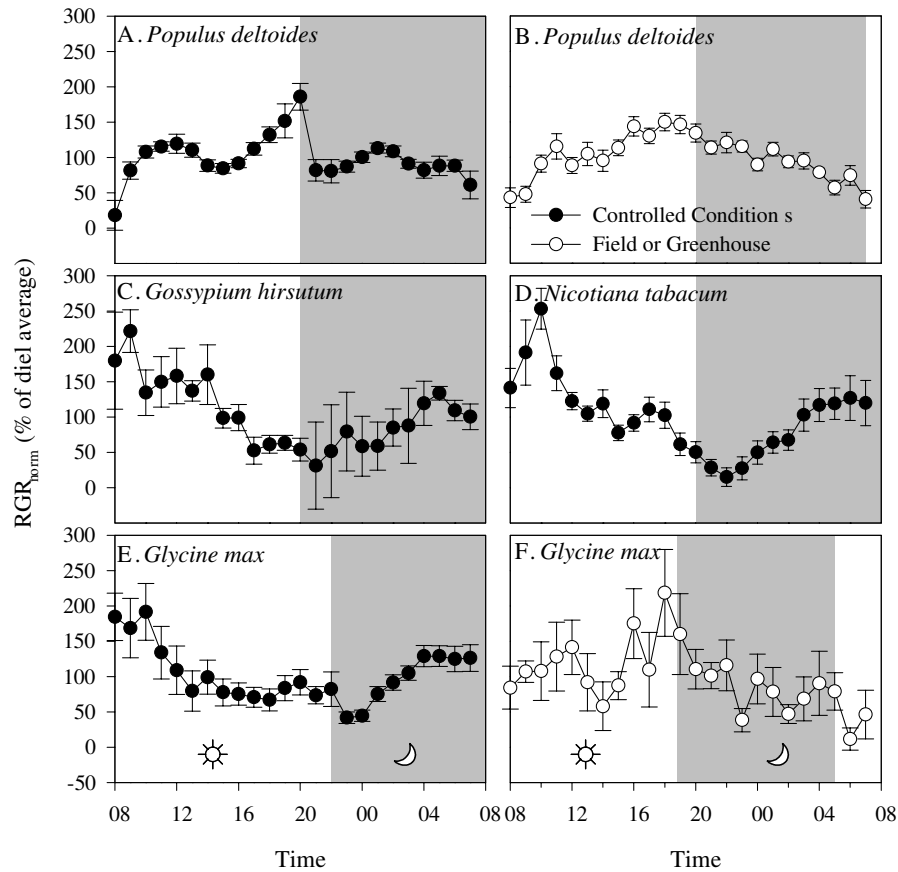 A. Populus deltoides
B. Populus deltoides
300
250
200
150
100
50
0
Controlled Condition s
Field or Greenhouse
C. Gossypium hirsutum
D. Nicotiana tabacum
300
250
200
150
100
50
0
RGRnorm (% of diel average)
E. Glycine max
F. Glycine max
300
250
200
150
100
50
0
-50
08 12 16 20 00 04 08
08 12 16 20 00 04 08
Time
Time